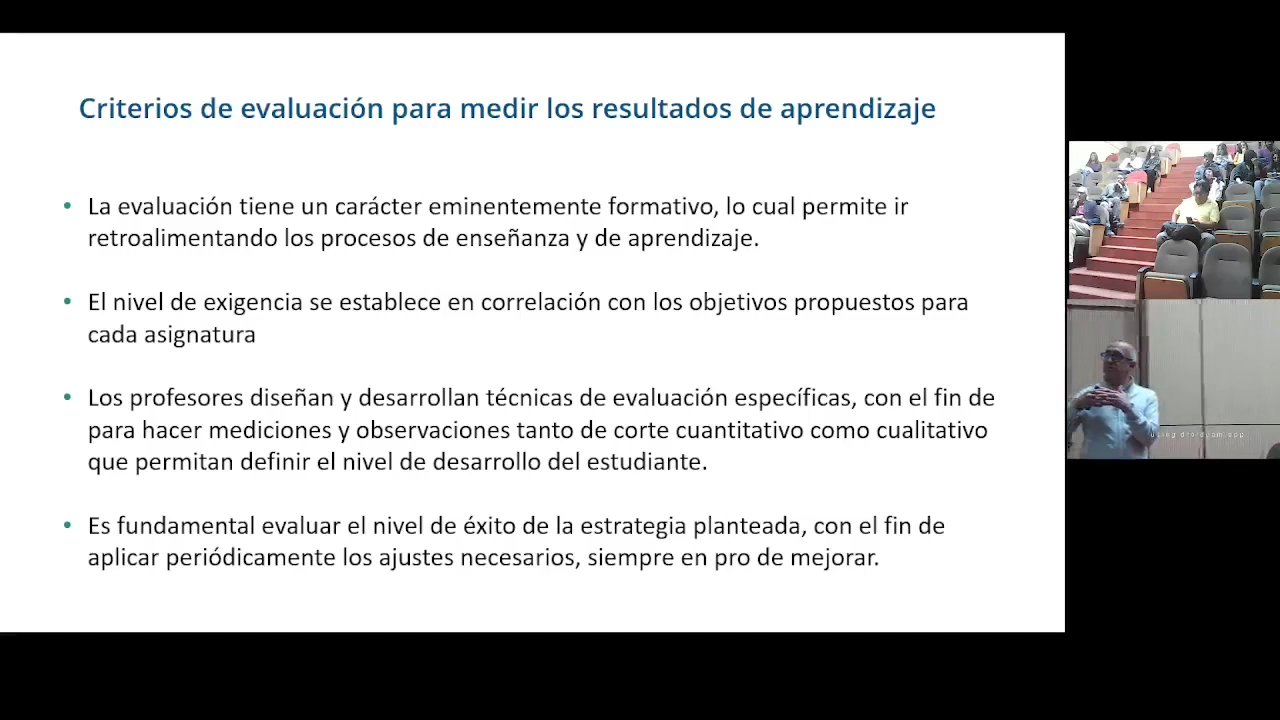 Criterios de evaluación para medir los resultados de aprendizaje
• La evaluación tiene un carácter eminentemente formativo, lo cual permite ir
retroalimentando los procesos de enseñanza y de aprendizaje.
• El nivel de exigencia se establece en correlación con los objetivos propuestos para
cada asignatura
• Los profesores diseñan y desarrollan técnicas de evaluación específicas, con el fin de
para hacer mediciones y observaciones tanto de corte cuantitativo como cualitativo
que permitan definir el nivel de desarrollo del estudiante.
• Es fundamental evaluar el nivel de éxito de la estrategia planteada, con el fin de
aplicar periódicamente los ajustes necesarios, siempre en pro de mejorar.